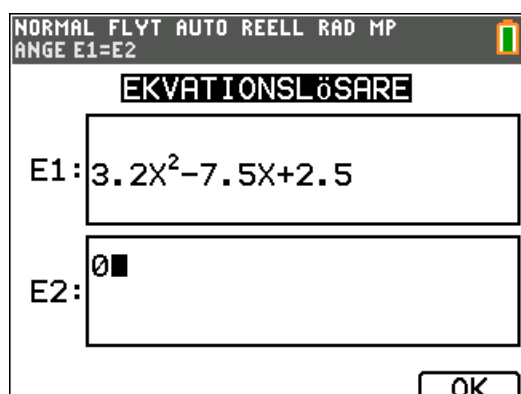 NORMAL FLYT AUTO REELL RAD MP
ANGE E1=E2
EKVATIONSLöSARE
E1: 3.2X²-7.5X+2.5
E2: 0
OK